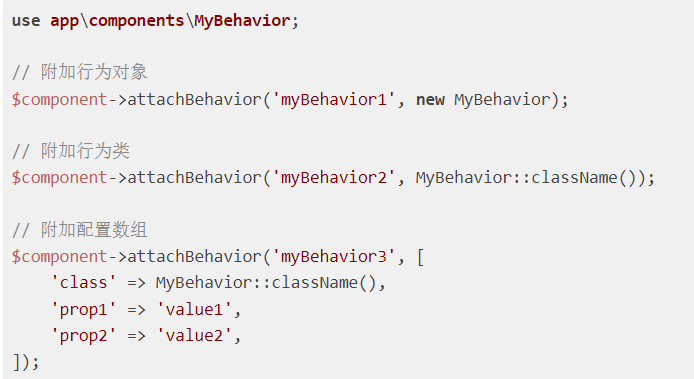 use app\components\MyBehavior;
// 附加行为对象
$component->attachBehavior('myBehavior1', new MyBehavior);
// 附加行为类
$component->attachBehavior('myBehavior2', MyBehavior::className());
// 附加配置数组
$component->attachBehavior('myBehavior3', [
    'class' => MyBehavior::className(),
    'prop1' => 'value1',
    'prop2' => 'value2',
]);